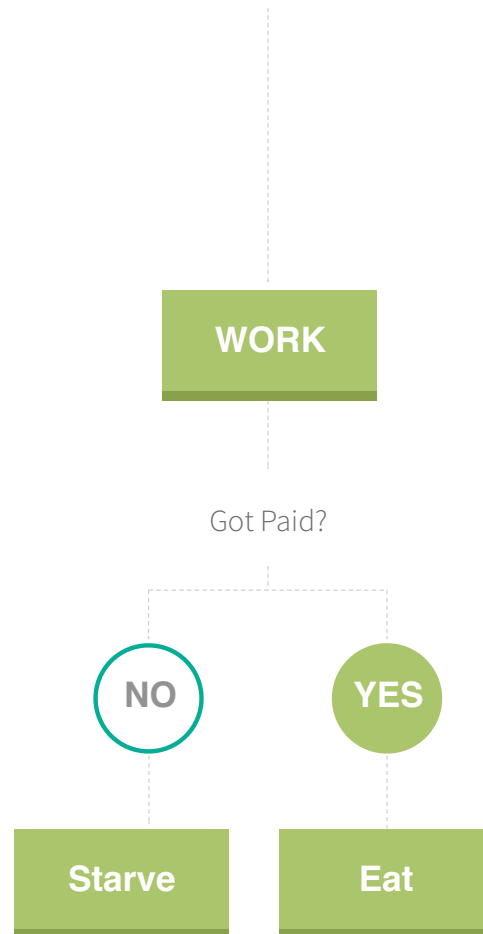 WORK
Got Paid?
NO
YES
Starve
Eat